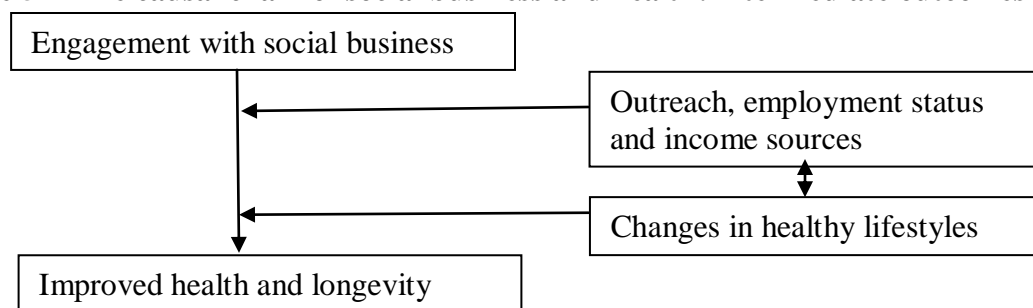 Engagement with social business
Outreach, employment status
and income sources
Changes in healthy lifestyles
Improved health and longevity